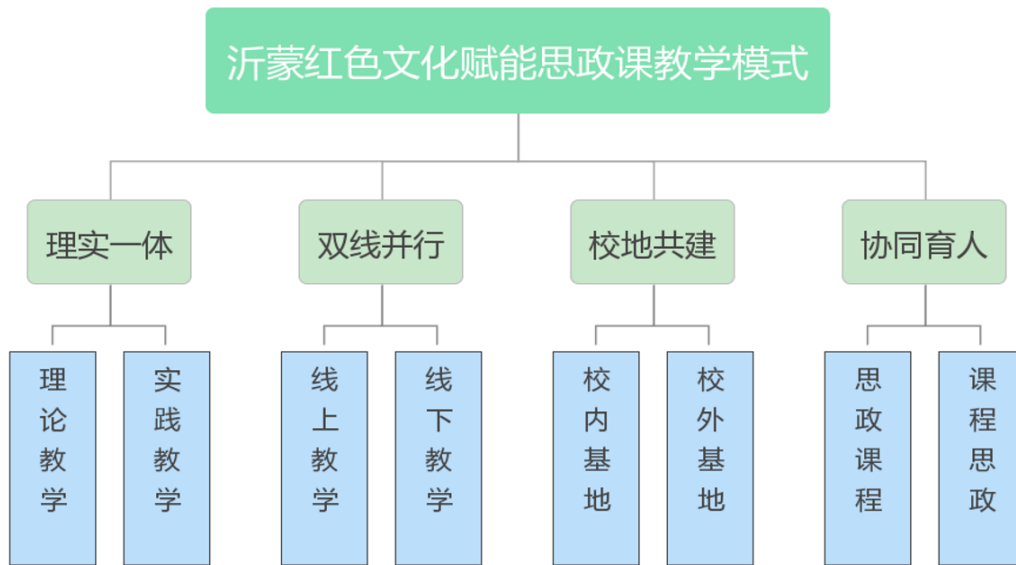 沂蒙红色文化赋能思政课教学模式
理实一体
双线并行
校地共建
协同育人
理论教学
实践教学
线上教学
线下教学
校内基地
校外基地
思政课程
课程思政